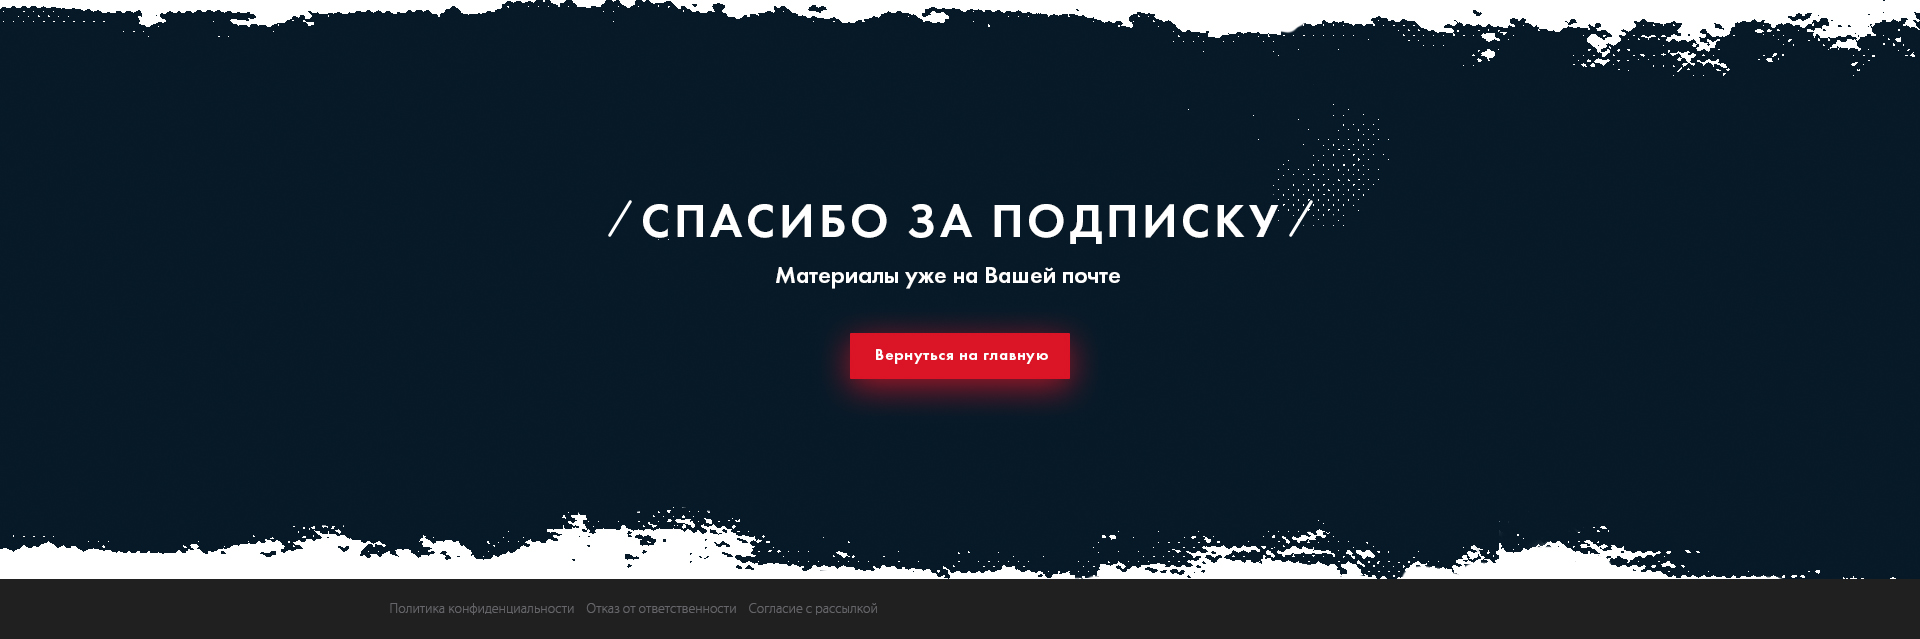 / СПАСИБО ЗА ПОДПИСКУ /
Материалы уже на Вашей почте
Вернуться на главную
Политика конфиденциальности Отказ от ответственности Согласие с рассылкой